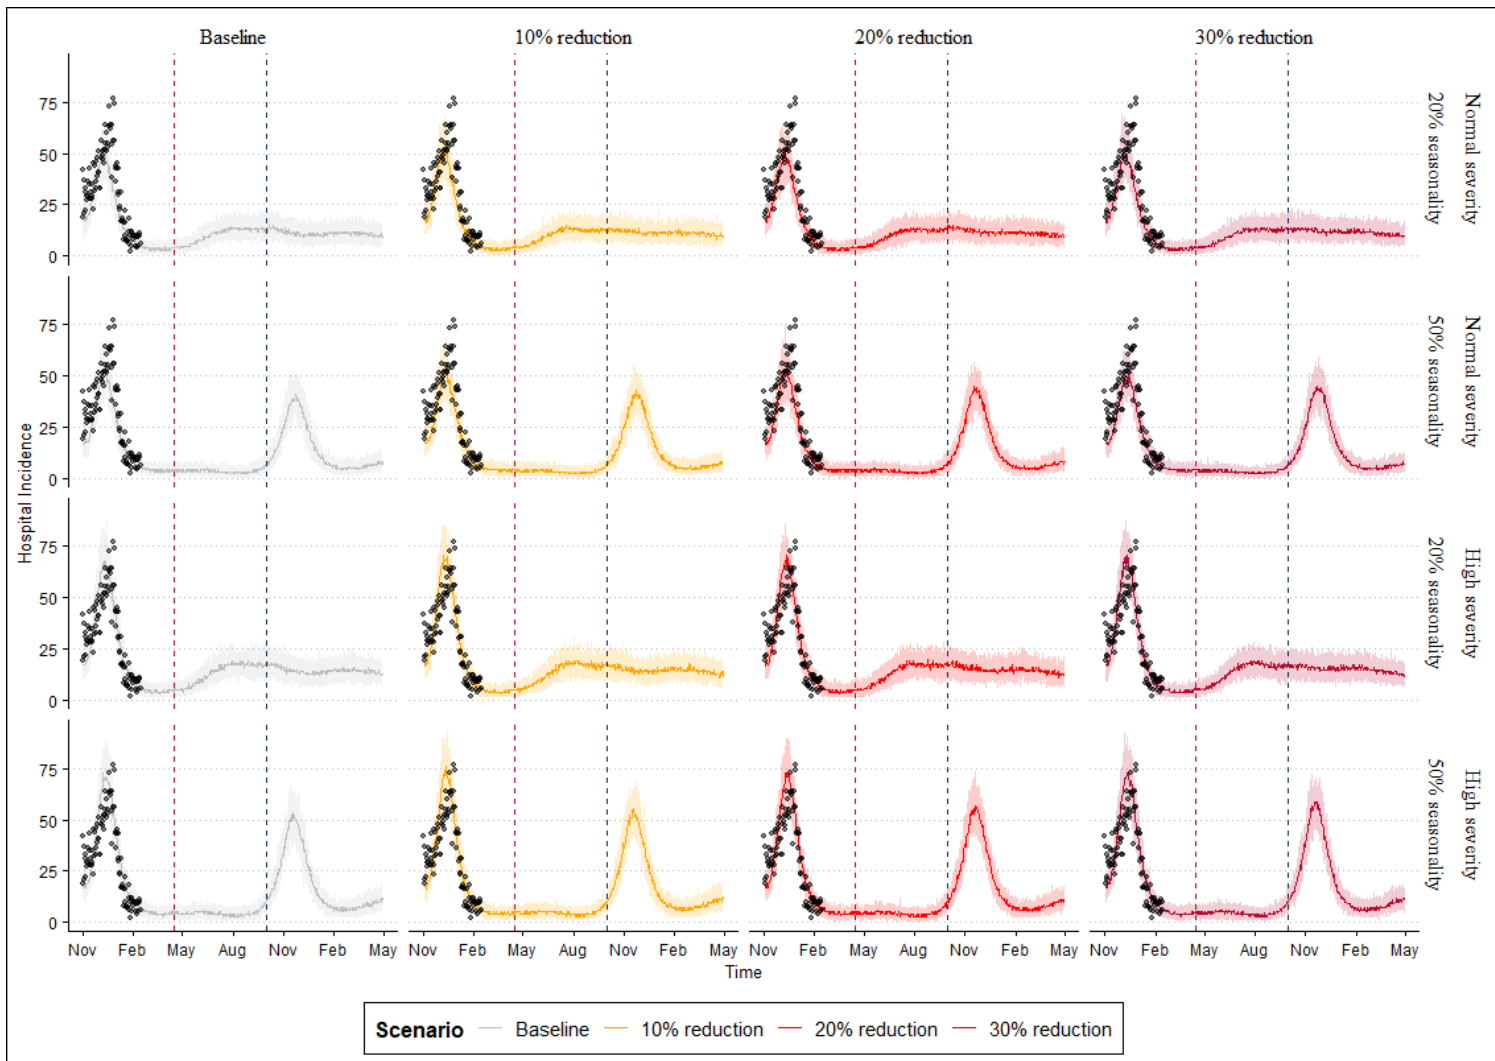 Baseline 10% reduction 20% reduction 30% reduction
Hospital Incidence
75
50
25
0
Normal severity
20% seasonality
75
50
25
0
Normal severity
50% seasonality
75
50
25
0
High severity
20% seasonality
75
50
25
0
High severity
50% seasonality
Nov Feb May Aug Nov Feb May Nov Feb May Aug Nov Feb May Nov Feb May Aug Nov Feb May Nov Feb May Aug Nov Feb May
Time
Scenario Baseline 10% reduction 20% reduction 30% reduction